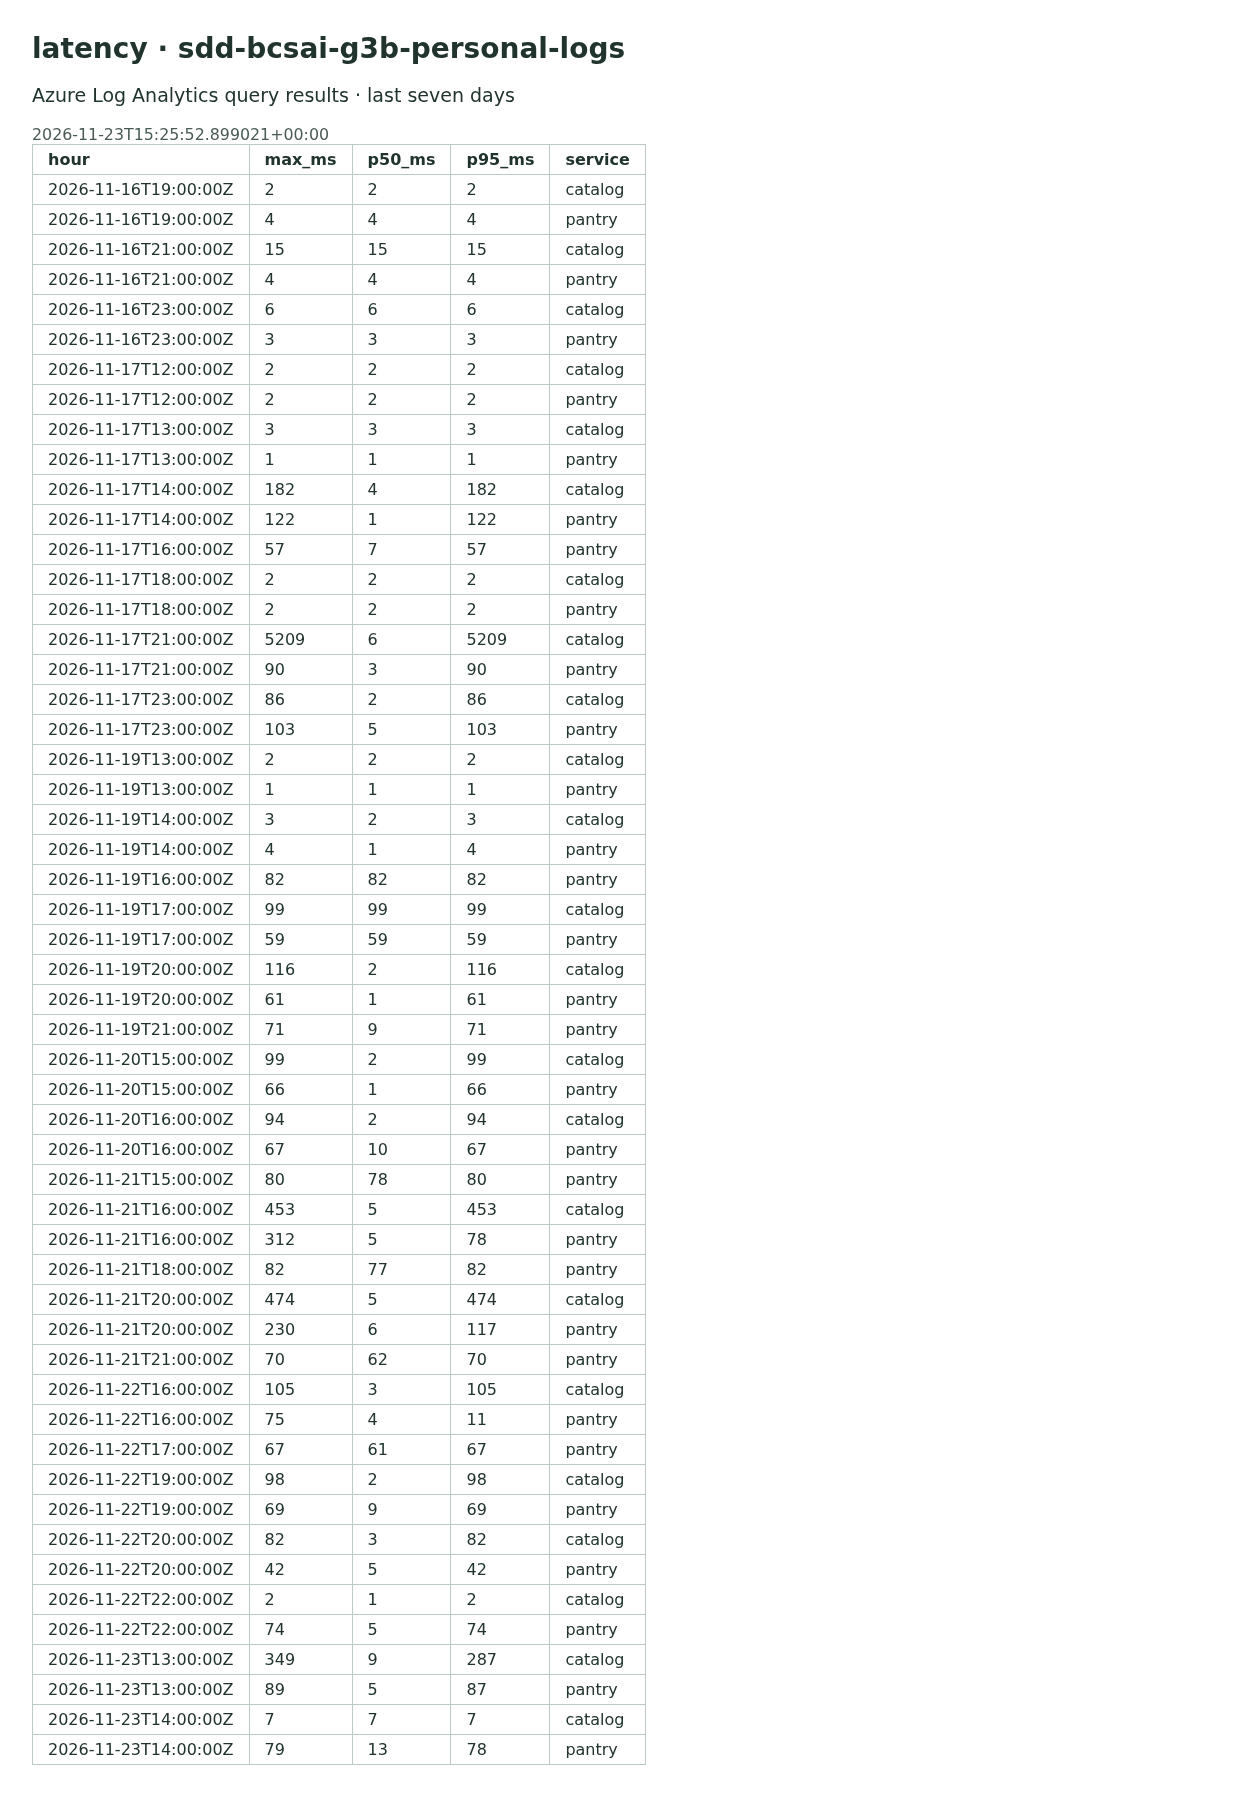 latency · sdd-bcsai-g3b-personal-logs
Azure Log Analytics query results · last seven days
2026-11-23T15:25:52.899021+00:00
hour max_ms p50_ms p95_ms service
2026-11-16T19:00:00Z 2 2 2 catalog
2026-11-16T19:00:00Z 4 4 4 pantry
2026-11-16T21:00:00Z 15 15 15 catalog
2026-11-16T21:00:00Z 4 4 4 pantry
2026-11-16T23:00:00Z 6 6 6 catalog
2026-11-16T23:00:00Z 3 3 3 pantry
2026-11-17T12:00:00Z 2 2 2 catalog
2026-11-17T12:00:00Z 2 2 2 pantry
2026-11-17T13:00:00Z 3 3 3 catalog
2026-11-17T13:00:00Z 1 1 1 pantry
2026-11-17T14:00:00Z 182 4 182 catalog
2026-11-17T14:00:00Z 122 1 122 pantry
2026-11-17T16:00:00Z 57 7 57 pantry
2026-11-17T18:00:00Z 2 2 2 catalog
2026-11-17T18:00:00Z 2 2 2 pantry
2026-11-17T21:00:00Z 5209 6 5209 catalog
2026-11-17T21:00:00Z 90 3 90 pantry
2026-11-17T23:00:00Z 86 2 86 catalog
2026-11-17T23:00:00Z 103 5 103 pantry
2026-11-19T13:00:00Z 2 2 2 catalog
2026-11-19T13:00:00Z 1 1 1 pantry
2026-11-19T14:00:00Z 3 2 3 catalog
2026-11-19T14:00:00Z 4 1 4 pantry
2026-11-19T16:00:00Z 82 82 82 pantry
2026-11-19T17:00:00Z 99 99 99 catalog
2026-11-19T17:00:00Z 59 59 59 pantry
2026-11-19T20:00:00Z 116 2 116 catalog
2026-11-19T20:00:00Z 61 1 61 pantry
2026-11-19T21:00:00Z 71 9 71 pantry
2026-11-20T15:00:00Z 99 2 99 catalog
2026-11-20T15:00:00Z 66 1 66 pantry
2026-11-20T16:00:00Z 94 2 94 catalog
2026-11-20T16:00:00Z 67 10 67 pantry
2026-11-21T15:00:00Z 80 78 80 pantry
2026-11-21T16:00:00Z 453 5 453 catalog
2026-11-21T16:00:00Z 312 5 78 pantry
2026-11-21T18:00:00Z 82 77 82 pantry
2026-11-21T20:00:00Z 474 5 474 catalog
2026-11-21T20:00:00Z 230 6 117 pantry
2026-11-21T21:00:00Z 70 62 70 pantry
2026-11-22T16:00:00Z 105 3 105 catalog
2026-11-22T16:00:00Z 75 4 11 pantry
2026-11-22T17:00:00Z 67 61 67 pantry
2026-11-22T19:00:00Z 98 2 98 catalog
2026-11-22T19:00:00Z 69 9 69 pantry
2026-11-22T20:00:00Z 82 3 82 catalog
2026-11-22T20:00:00Z 42 5 42 pantry
2026-11-22T22:00:00Z 2 1 2 catalog
2026-11-22T22:00:00Z 74 5 74 pantry
2026-11-23T13:00:00Z 349 9 287 catalog
2026-11-23T13:00:00Z 89 5 87 pantry
2026-11-23T14:00:00Z 7 7 7 catalog
2026-11-23T14:00:00Z 79 13 78 pantry